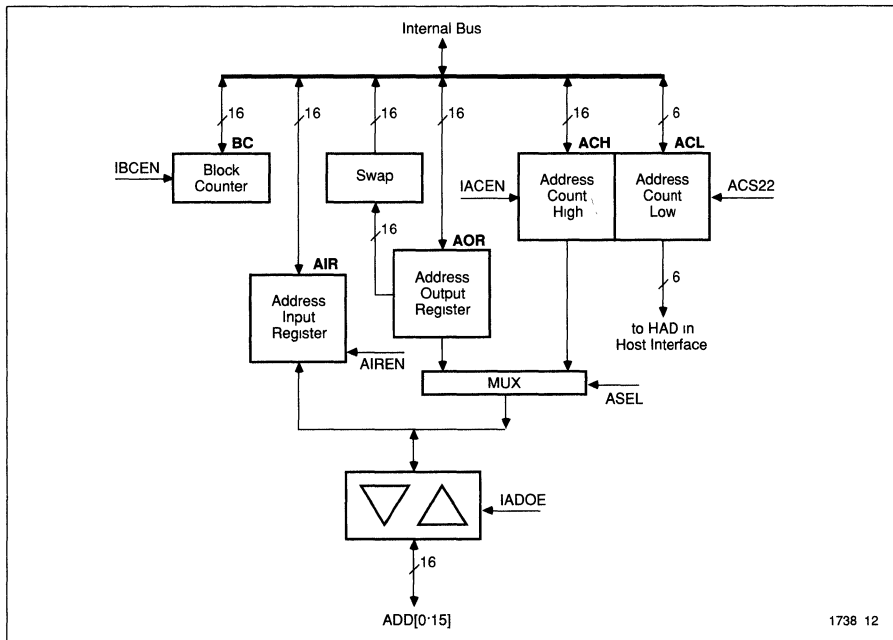 Internal Bus
16
16
16
16
16
6
BC
ACH
ACL
IBCEN
Block
Counter
Swap
IACEN
Address
Count
High
Address
Count
Low
ACS22
16
AOR
AIR
Address
Input
Register
Address
Output
Register
6
to HAD in
Host Interface
AIREN
MUX
ASEL
IADOE
16
ADD[0·15]
1738 12